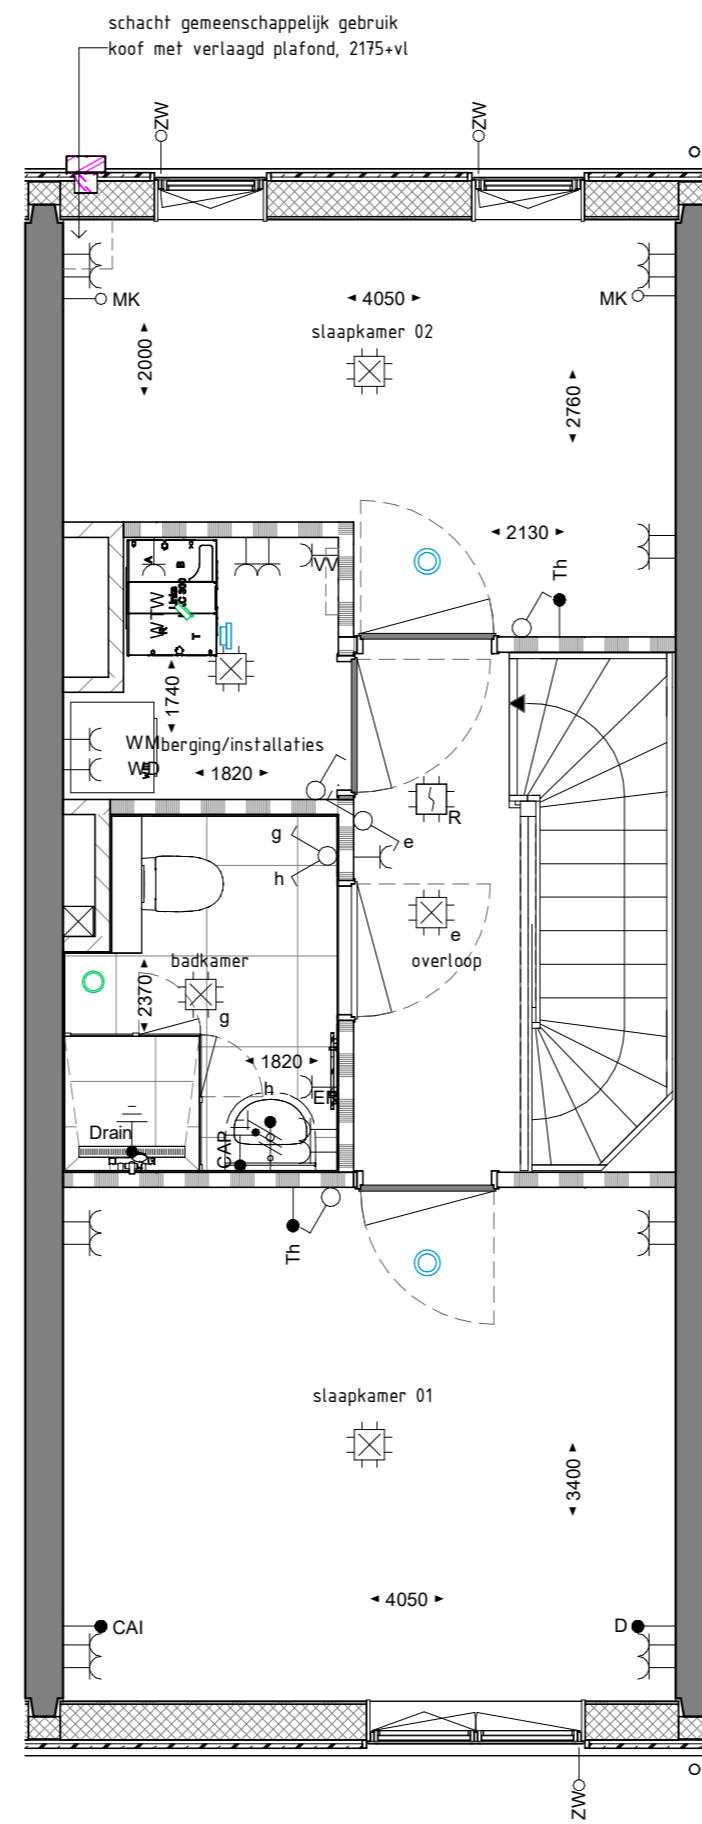 schacht gemeenschappelijk gebruik
koof met verlaagd plafond, 2175+vl
ZW
ZW
MK
MK
4050
slaapkamer 02
2000
2760
2130
Th
A
B
WTW
T
W
1740
WM
berging/installaties
WD
1820
R
g
e
h
e
badkamer
overloop
2370
g
1820
h
Drain
CAP
Th
slaapkamer 01
3400
4050
CAI
D
ZW